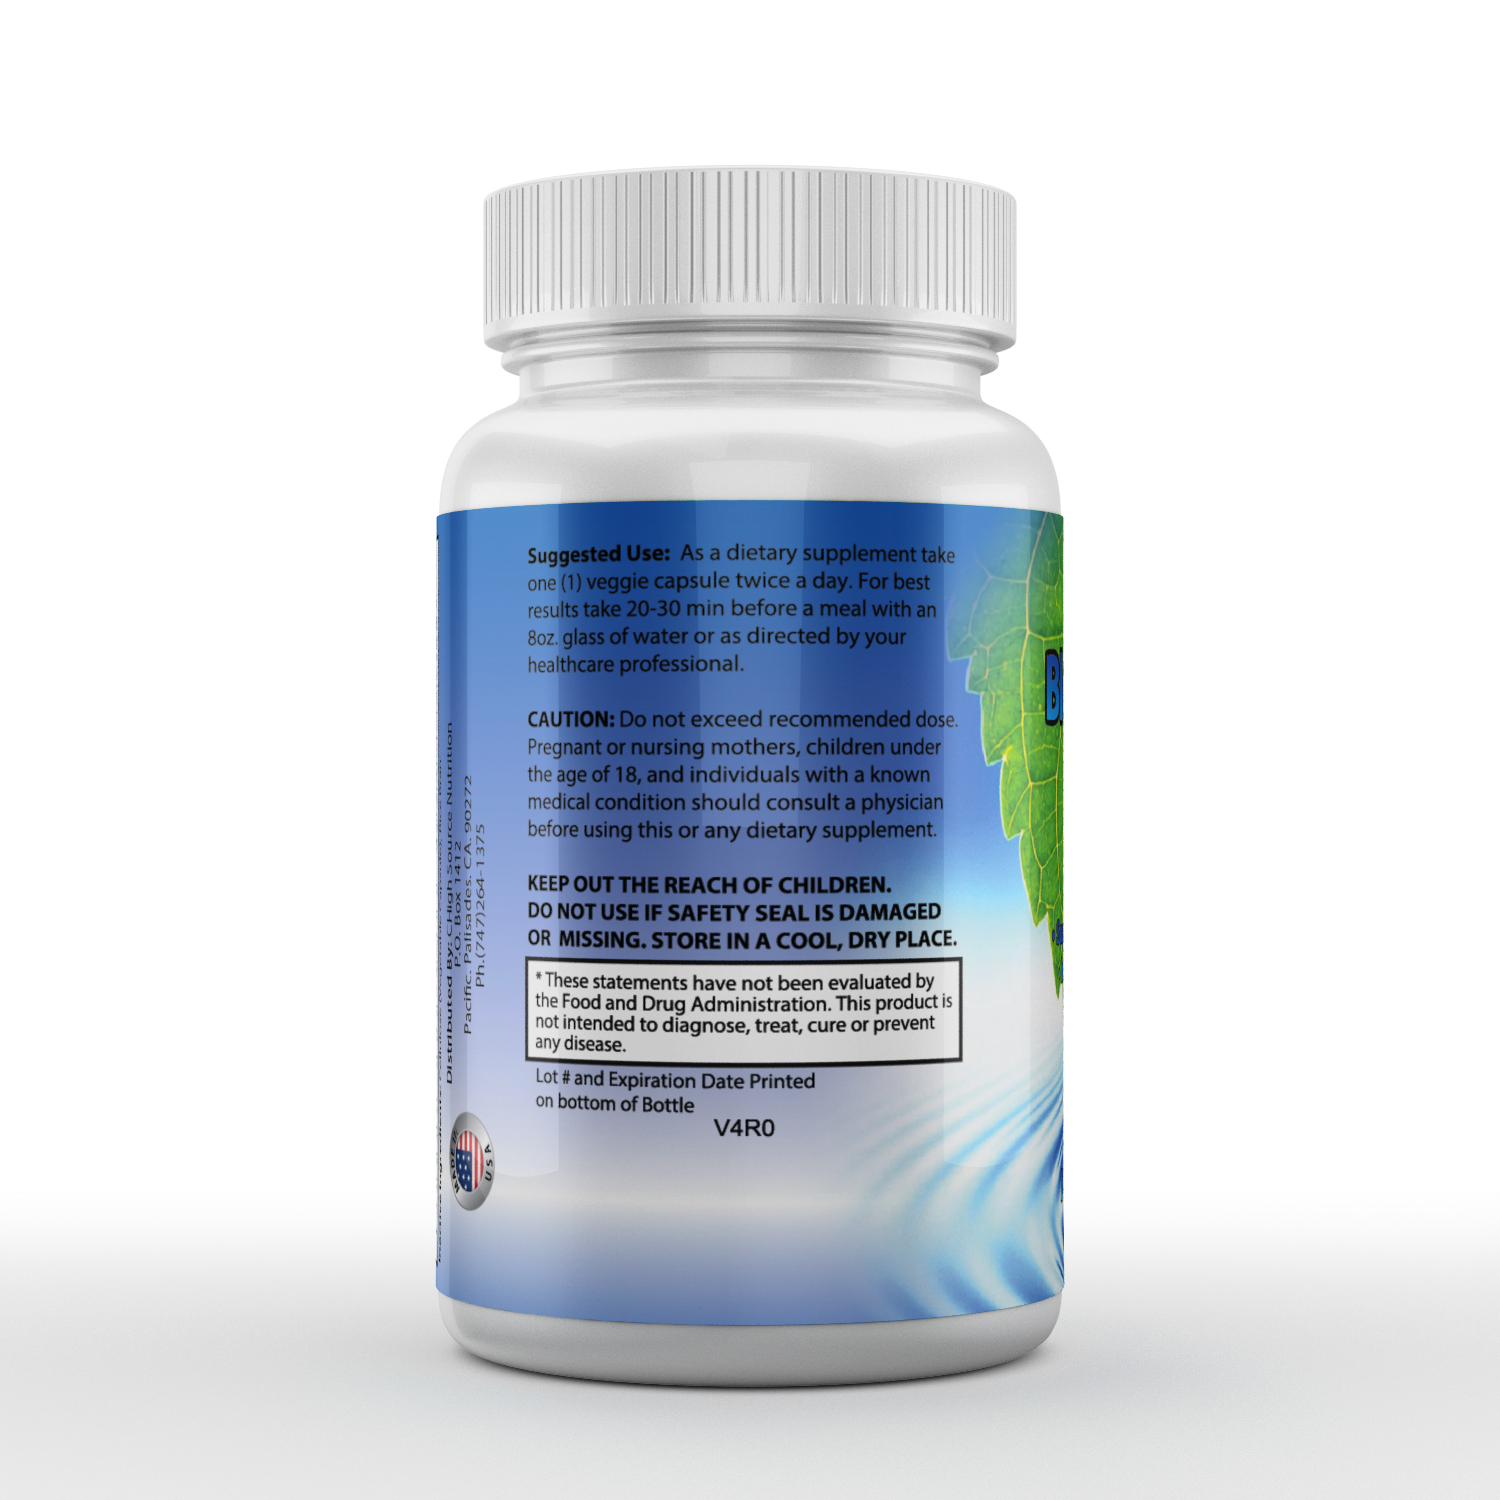 Suggested Use: As a dietary supplement take
one (1) veggie capsule twice a day. For best
results take 20-30 min before a meal with an
8oz. glass of water or as directed by your
healthcare professional.
CAUTION: Do not exceed recommended dose.
Pregnant or nursing mothers, children under
the age of 18, and individuals with a known
medical condition should consult a physician
before using this or any dietary supplement.
KEEP OUT THE REACH OF CHILDREN.
DO NOT USE IF SAFETY SEAL IS DAMAGED
OR MISSING. STORE IN A COOL, DRY PLACE.
* These statements have not been evaluated by
the Food and Drug Administration. This product is
not intended to diagnose, treat, cure or prevent
any disease.
Lot # and Expiration Date Printed
on bottom of Bottle
V4R0
Distributed By: CHigh Source Nutrition
P.O. Box 1412
Pacific. Palisades. CA. 90272
Ph.(747)264-1375
MADE IN
USA